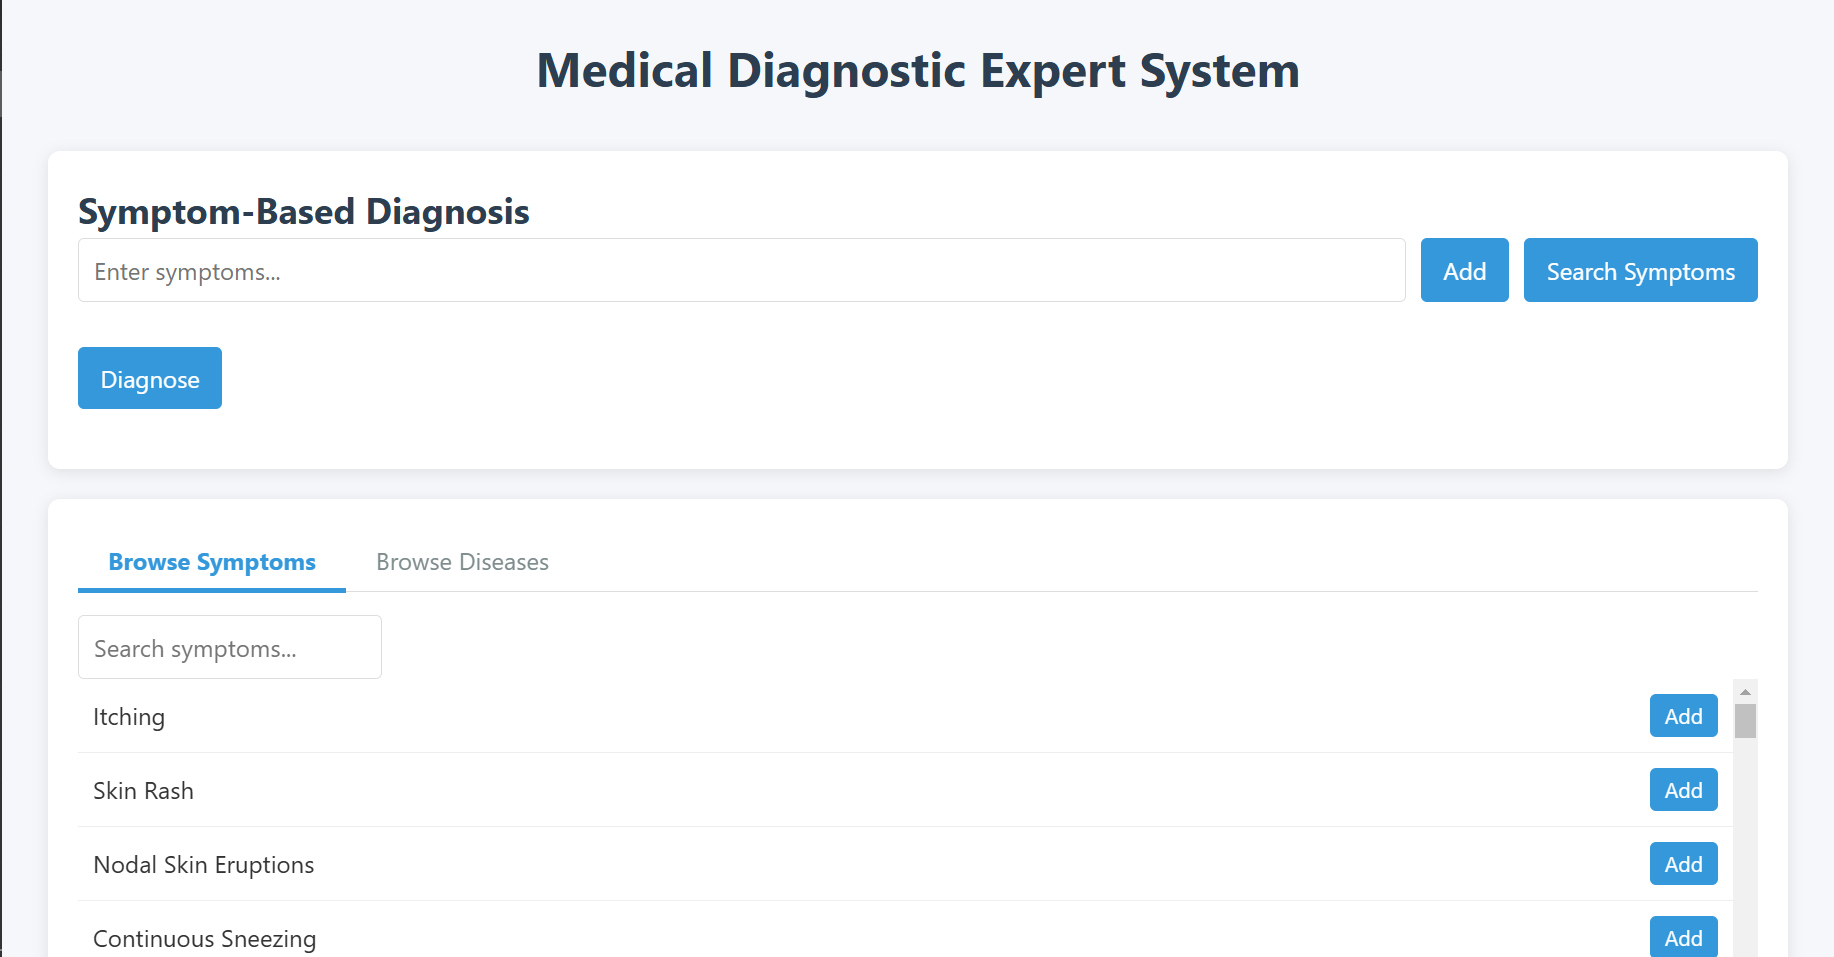 Medical Diagnostic Expert System
Symptom-Based Diagnosis
Enter symptoms...
Add
Search Symptoms
Diagnose
Browse Symptoms
Browse Diseases
Search symptoms...
Itching
Add
Skin Rash
Add
Nodal Skin Eruptions
Add
Continuous Sneezing
Add